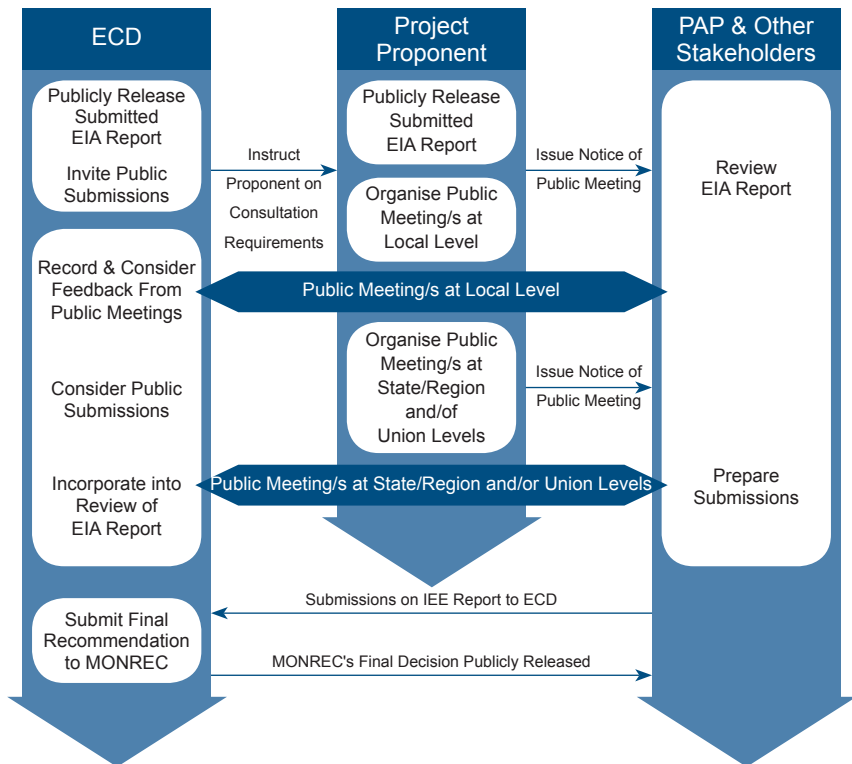 ECD
Project
Proponent
PAP & Other
Stakeholders
Publicly Release
Submitted
EIA Report
Invite Public
Submissions
Instruct
Proponent on
Consultation
Requirements
Publicly Release
Submitted
EIA Report
Organise Public
Meeting/s at
Local Level
Issue Notice of
Public Meeting
Review
EIA Report
Record & Consider
Feedback From
Public Meetings
Public Meeting/s at Local Level
Consider Public
Submissions
Organise Public
Meeting/s at
State/Region
and/of
Union Levels
Issue Notice of
Public Meeting
Incorporate into
Review of
EIA Report
Public Meeting/s at State/Region and/or Union Levels
Prepare
Submissions
Submissions on IEE Report to ECD
Submit Final
Recommendation
to MONREC
MONREC's Final Decision Publicly Released